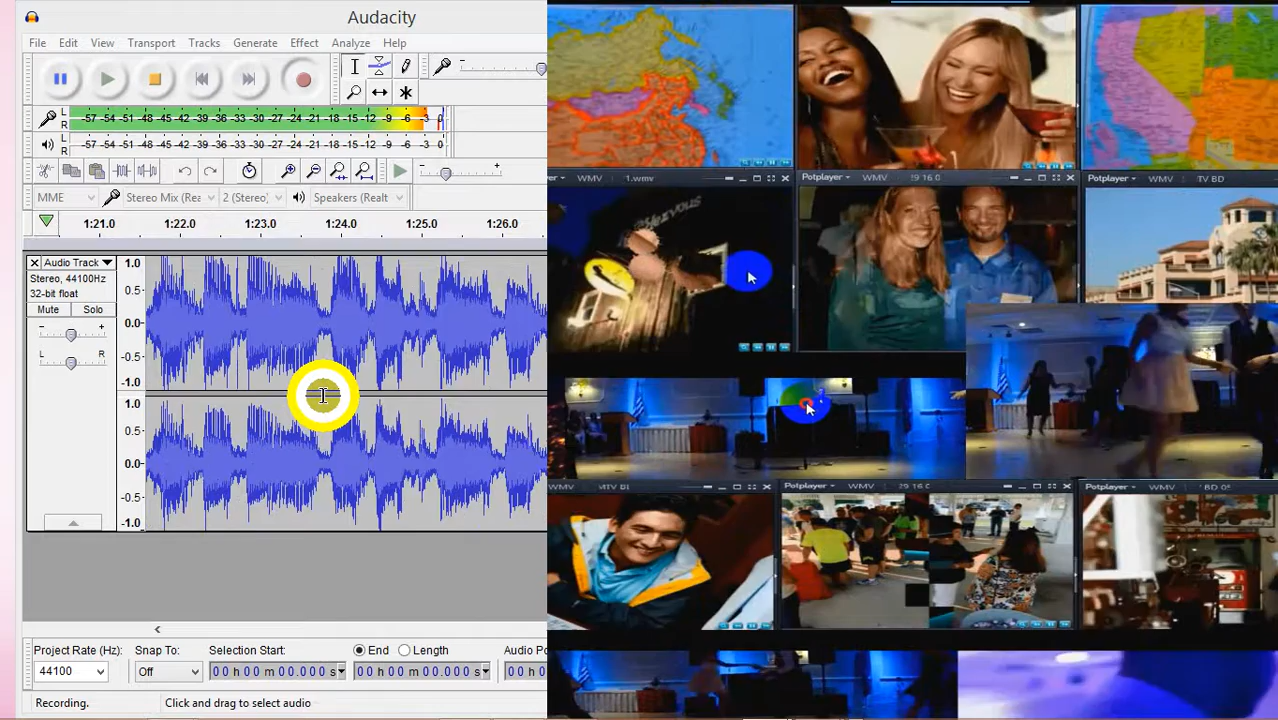 Audacity
File Edit View Transport Tracks Generate Effect Analyze Help
L R -57 -54 -51 -48 -45 -42 -39 -36 -33 -30 -27 -24 -21 -18 -15 -12 -9 -6 -3 0
L R -57 -54 -51 -48 -45 -42 -39 -36 -33 -30 -27 -24 -21 -18 -15 -12 -9 -6 -3 0
MME Stereo Mix (Rea 2 (Stereo) Speakers (Realt
1:21.0 1:22.0 1:23.0 1:24.0 1:25.0 1:26.0
Audio Track
Stereo, 44100Hz
32-bit float
Mute Solo
- +
L R
1.0
0.5
0.0
-0.5
-1.0
1.0
0.5
0.0
-0.5
-1.0
Project Rate (Hz): Snap To: Selection Start: End Length Audio Po
44100 Off 00 h 00 m 00.000 s 00 h 00 m 00.000 s 0
Recording. Click and drag to select audio
Potplayer WMV 1.wmv
Potplayer WMV
Potplayer WMV TV BD
WMV
Potplayer WMV
Potplayer WMV